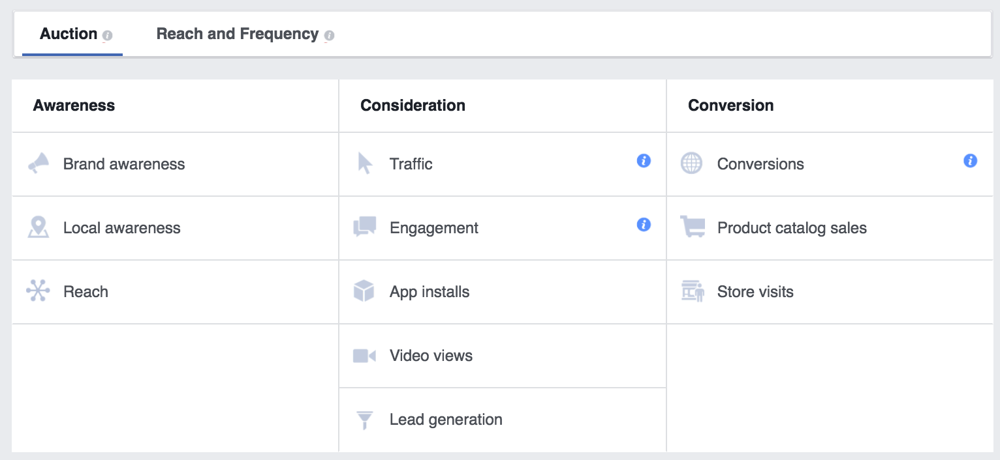 Auction
Reach and Frequency
Awareness
Consideration
Conversion
Brand awareness
Traffic
Conversions
Local awareness
Engagement
Product catalog sales
Reach
App installs
Store visits
Video views
Lead generation